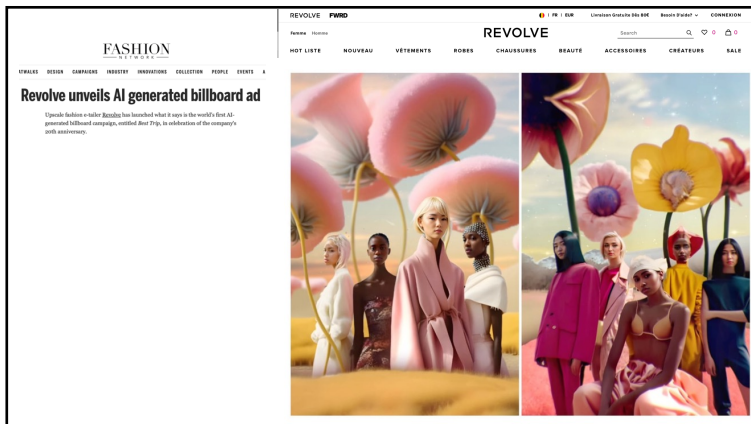 FASHION
NETWORK
ATWALKS DESIGN CAMPAIGNS INDUSTRY INNOVATIONS COLLECTION PEOPLE EVENTS A
Revolve unveils AI generated billboard ad
Upscale fashion e-tailer Revolve has launched what it says is the world's first AI-
generated billboard campaign, entitled Best Trip, in celebration of the company's
20th anniversary.
REVOLVE FWRD
| FR | EUR Livraison Gratuite Dès 80€ Besoin D'aide? CONNEXION
Femme Homme
REVOLVE
Search
0 0
HOT LISTE NOUVEAU VÊTEMENTS ROBES CHAUSSURES BEAUTÉ ACCESSOIRES CRÉATEURS SALE